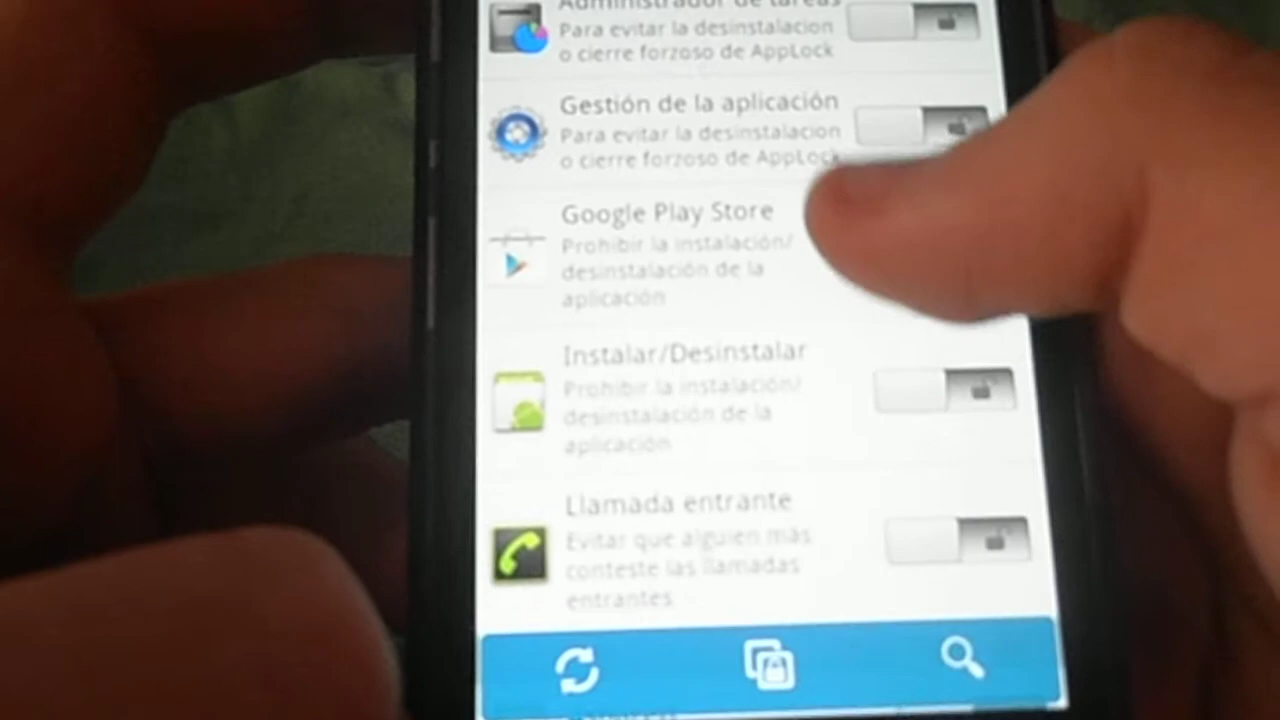 Administrador de tareas
Para evitar la desinstalacion
o cierre forzoso de AppLock
Gestión de la aplicación
Para evitar la desinstalacion
o cierre forzoso de AppLock
Google Play Store
Prohibir la instalación/
desinstalación de la
aplicación
Instalar/Desinstalar
Prohibir la instalación/
desinstalación de la
aplicación
Llamada entrante
Evitar que alguien más
conteste las llamadas
entrantes